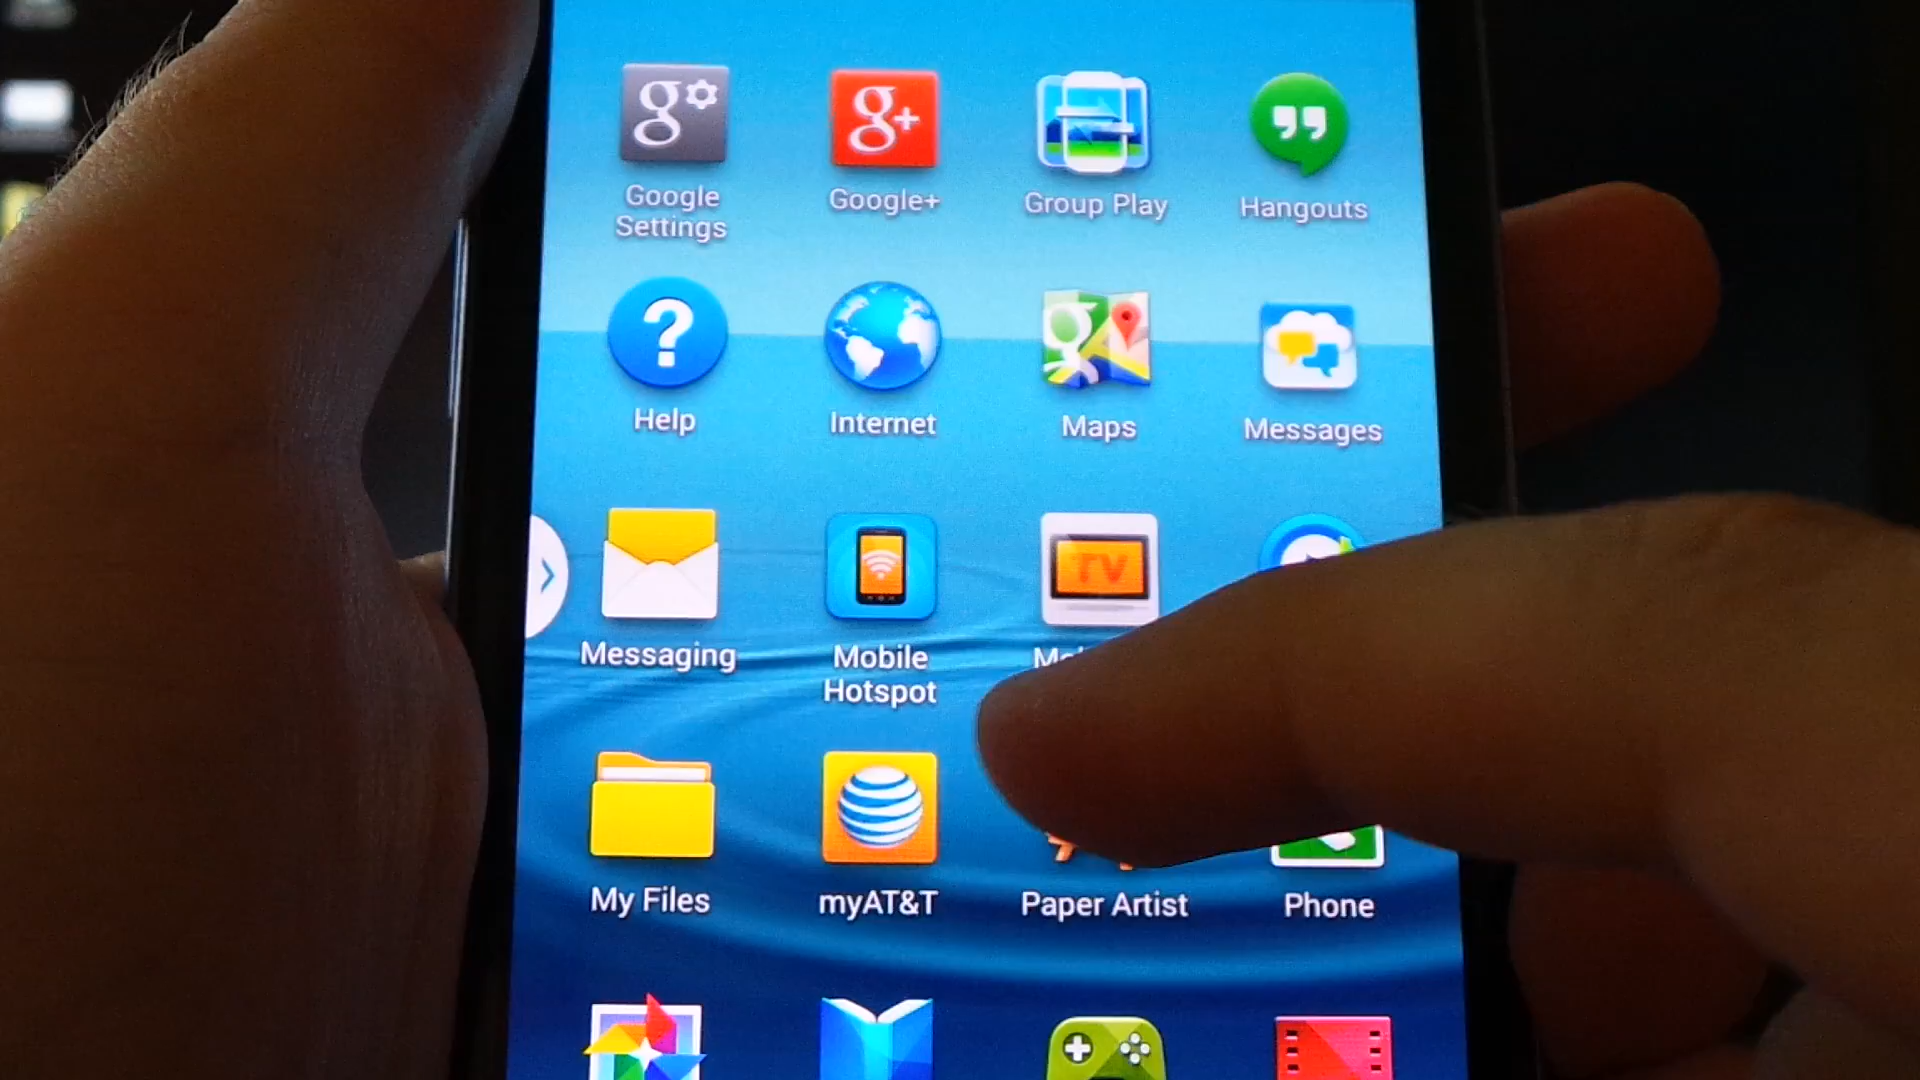 Google Settings
Google+
Group Play
Hangouts
Help
Internet
Maps
Messages
TV
Messaging
Mobile Hotspot
My Files
myAT&T
Paper Artist
Phone